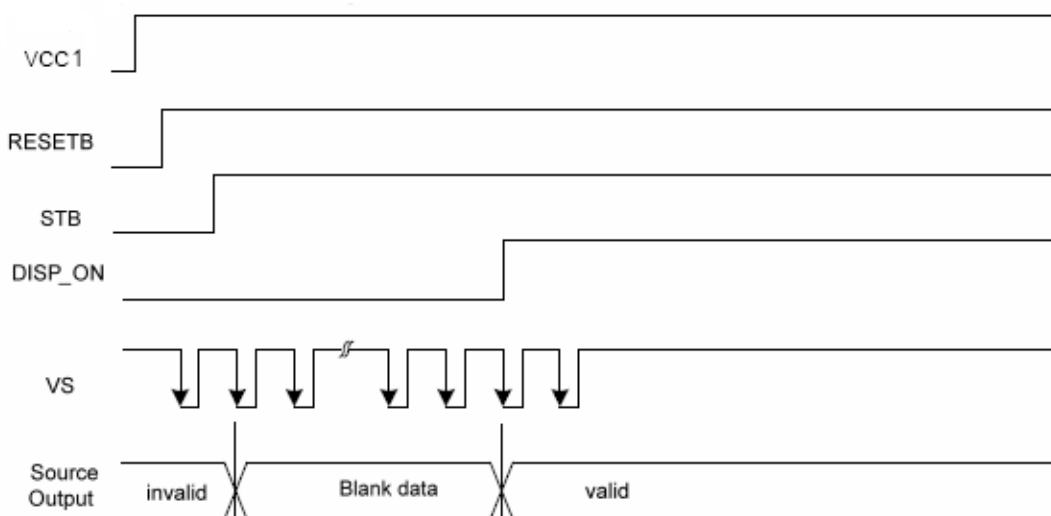 VCC1
RESETB
STB
DISP_ON
VS
Source
Output
invalid
Blank data
valid